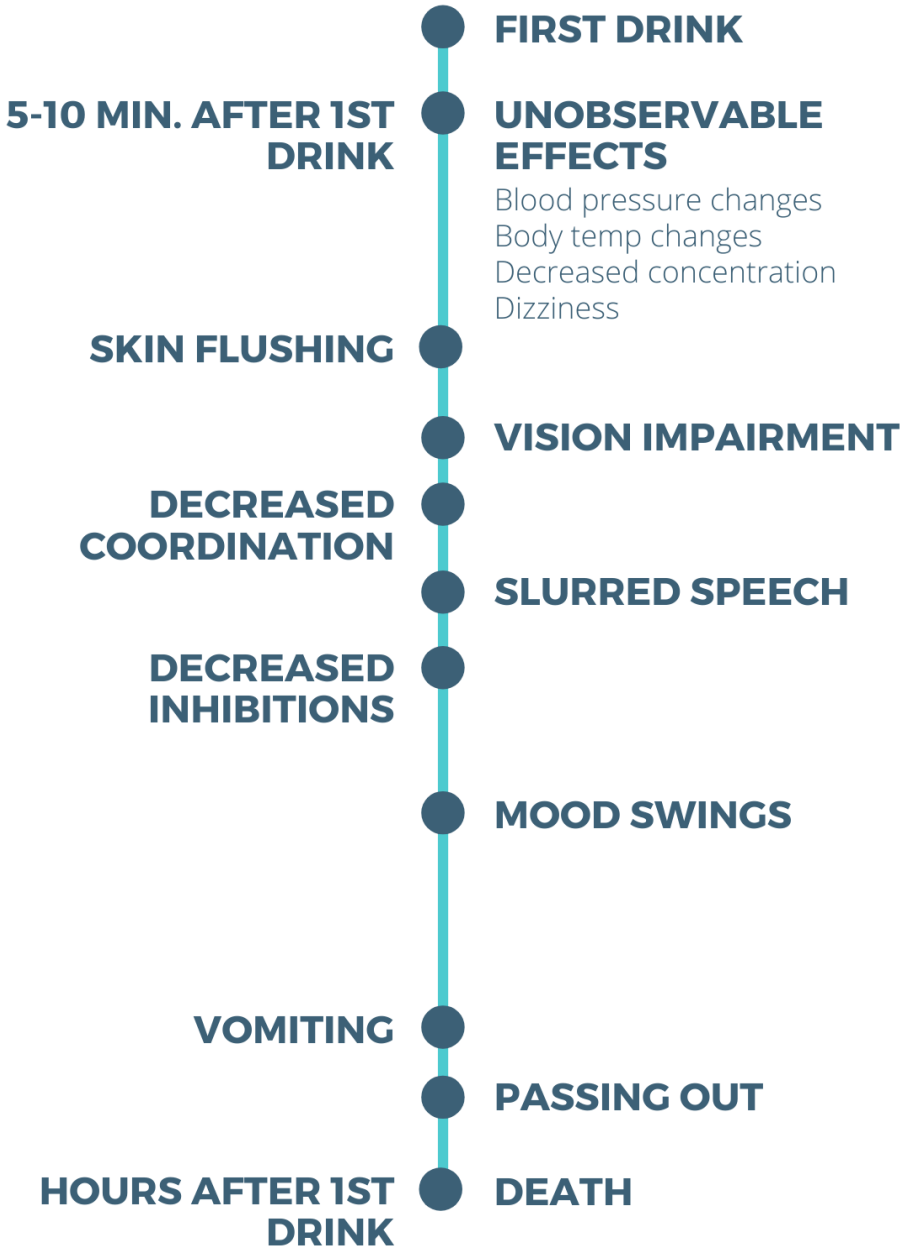 FIRST DRINK
5-10 MIN. AFTER 1ST
DRINK
UNOBSERVABLE
EFFECTS
Blood pressure changes
Body temp changes
Decreased concentration
Dizziness
SKIN FLUSHING
VISION IMPAIRMENT
DECREASED
COORDINATION
SLURRED SPEECH
DECREASED
INHIBITIONS
MOOD SWINGS
VOMITING
PASSING OUT
HOURS AFTER 1ST
DRINK
DEATH